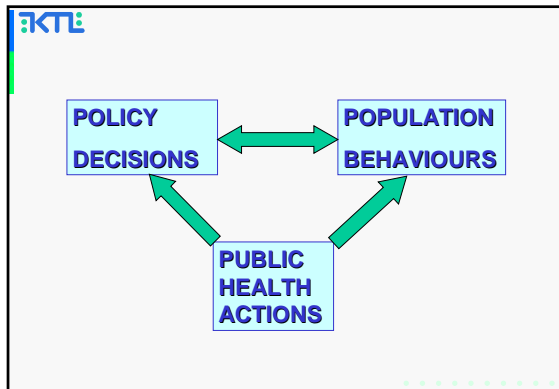 KTL
POLICY
DECISIONS
POPULATION
BEHAVIOURS
PUBLIC
HEALTH
ACTIONS